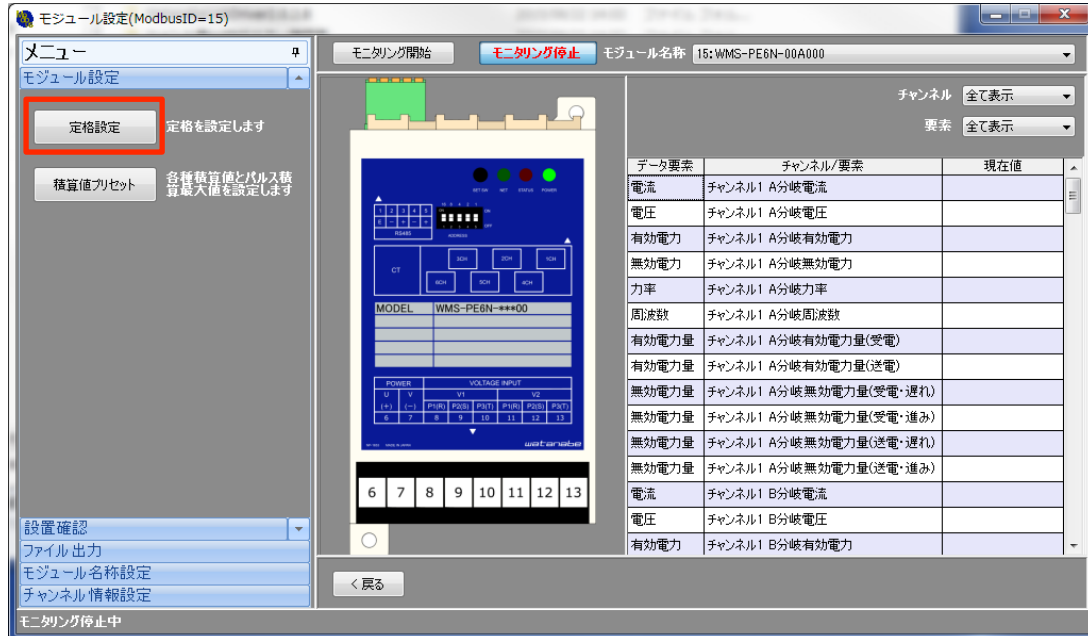 モジュール設定(ModbusID=15)
メニュー
モジュール設定
定格設定
定格を設定します
積算値プリセット
各種積算値とパルス積
算最大値を設定します
設置確認
ファイル出力
モジュール名称設定
チャンネル情報設定
モニタリング停止中
モニタリング開始
モニタリング停止
モジュール名称
15:WMS-PE6N-00A000
チャンネル 全て表示
要素 全て表示
NET STATUS POWER
1 2 3 4 5
E - + - +
RS485
ADDRESS
ON
OFF
CT
3CH 2CH 1CH
6CH 5CH 4CH
MODEL WMS-PE6N-***00
POWER VOLTAGE INPUT
U V V1 V2
(+) (-) P1(R) P2(S) P3(T) P1(R) P2(S) P3(T)
6 7 8 9 10 11 12 13
watanabe
6 7 8 9 10 11 12 13
<戻る
データ要素 チャンネル/要素 現在値
電流 チャンネル1 A分岐電流
電圧 チャンネル1 A分岐電圧
有効電力 チャンネル1 A分岐有効電力
無効電力 チャンネル1 A分岐無効電力
力率 チャンネル1 A分岐力率
周波数 チャンネル1 A分岐周波数
有効電力量 チャンネル1 A分岐有効電力量(受電)
有効電力量 チャンネル1 A分岐有効電力量(送電)
無効電力量 チャンネル1 A分岐無効電力量(受電・遅れ)
無効電力量 チャンネル1 A分岐無効電力量(受電・進み)
無効電力量 チャンネル1 A分岐無効電力量(送電・遅れ)
無効電力量 チャンネル1 A分岐無効電力量(送電・進み)
電流 チャンネル1 B分岐電流
電圧 チャンネル1 B分岐電圧
有効電力 チャンネル1 B分岐有効電力